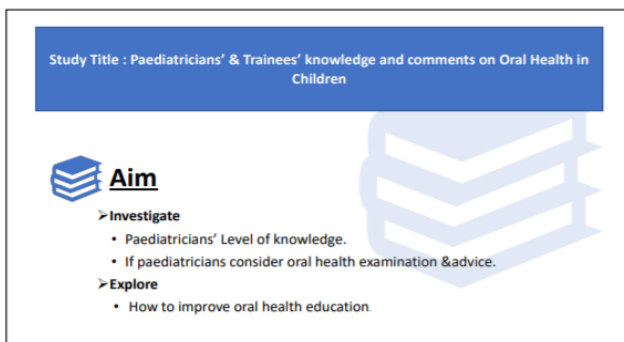 Study Title : Paediatricians' & Trainees' knowledge and comments on Oral Health in
Children
Aim
➢Investigate
• Paediatricians' Level of knowledge.
• If paediatricians consider oral health examination &advice.
➢Explore
• How to improve oral health education.